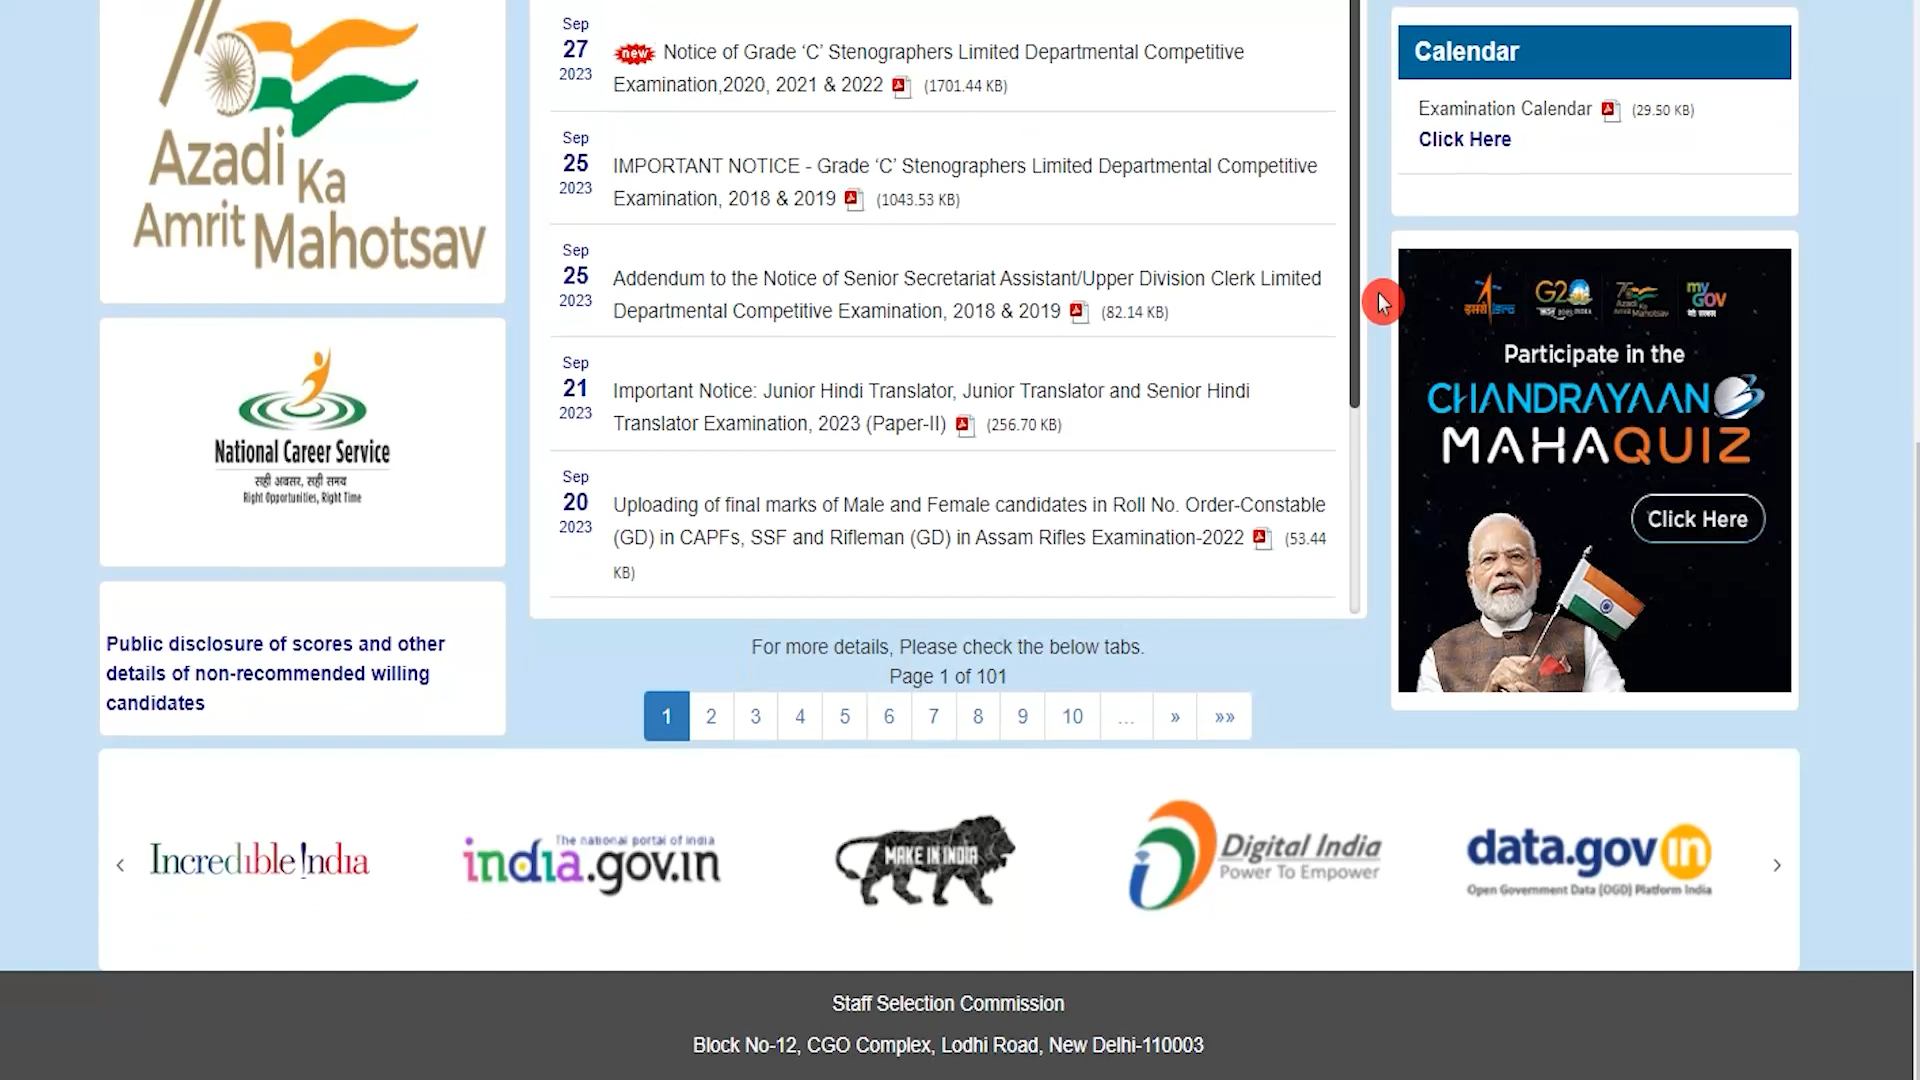 Azadi Ka
Amrit Mahotsav
National Career Service
सही अवसर, सही समय
Right Opportunities, Right Time
Public disclosure of scores and other
details of non-recommended willing
candidates
Sep
27
2023
new Notice of Grade ‘C’ Stenographers Limited Departmental Competitive
Examination,2020, 2021 & 2022 (1701.44 KB)
Sep
25
2023
IMPORTANT NOTICE - Grade ‘C’ Stenographers Limited Departmental Competitive
Examination, 2018 & 2019 (1043.53 KB)
Sep
25
2023
Addendum to the Notice of Senior Secretariat Assistant/Upper Division Clerk Limited
Departmental Competitive Examination, 2018 & 2019 (82.14 KB)
Sep
21
2023
Important Notice: Junior Hindi Translator, Junior Translator and Senior Hindi
Translator Examination, 2023 (Paper-II) (256.70 KB)
Sep
20
2023
Uploading of final marks of Male and Female candidates in Roll No. Order-Constable
(GD) in CAPFs, SSF and Rifleman (GD) in Assam Rifles Examination-2022 (53.44
KB)
For more details, Please check the below tabs.
Page 1 of 101
1 2 3 4 5 6 7 8 9 10 ... » »»
Calendar
Examination Calendar (29.50 KB)
Click Here
इसरो isro G20 Azadi Ka Amrit Mahotsav my GOV
मेरी सरकार
Participate in the
CHANDRAYAAN 3
MAHAQUIZ
Click Here
Incredible !ndia
The national portal of india
india.gov.in
MAKE IN INDIA
Digital India
Power To Empower
data.gov in
Open Government Data (OGD) Platform India
Staff Selection Commission
Block No-12, CGO Complex, Lodhi Road, New Delhi-110003